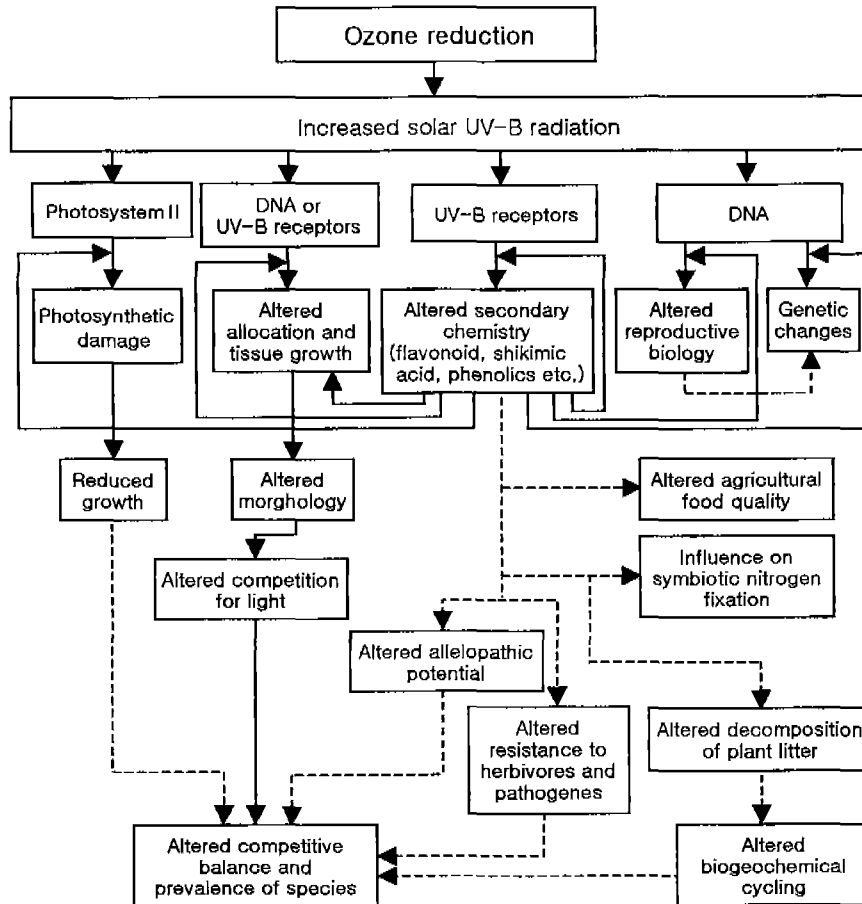 Ozone reduction
Increased solar UV-B radiation
Photosystem II
DNA or
UV-B receptors
UV-B receptors
DNA
Photosynthetic
damage
Altered
allocation and
tissue growth
Altered secondary
chemistry
(flavonoid, shikimic
acid, phenolics etc,)
Altered
reproductive
biology
Genetic
changes
Reduced
growth
Altered
morghology
Altered agricultural
food quality
Altered competition
for light
Influence on
symbiotic nitrogen
fixation
Altered allelopathic
potential
Altered
resistance to
herbivores and
pathogenes
Altered decomposition
of plant litter
Altered competitive
balance and
prevalence of species
Altered
biogeochemical
cycling